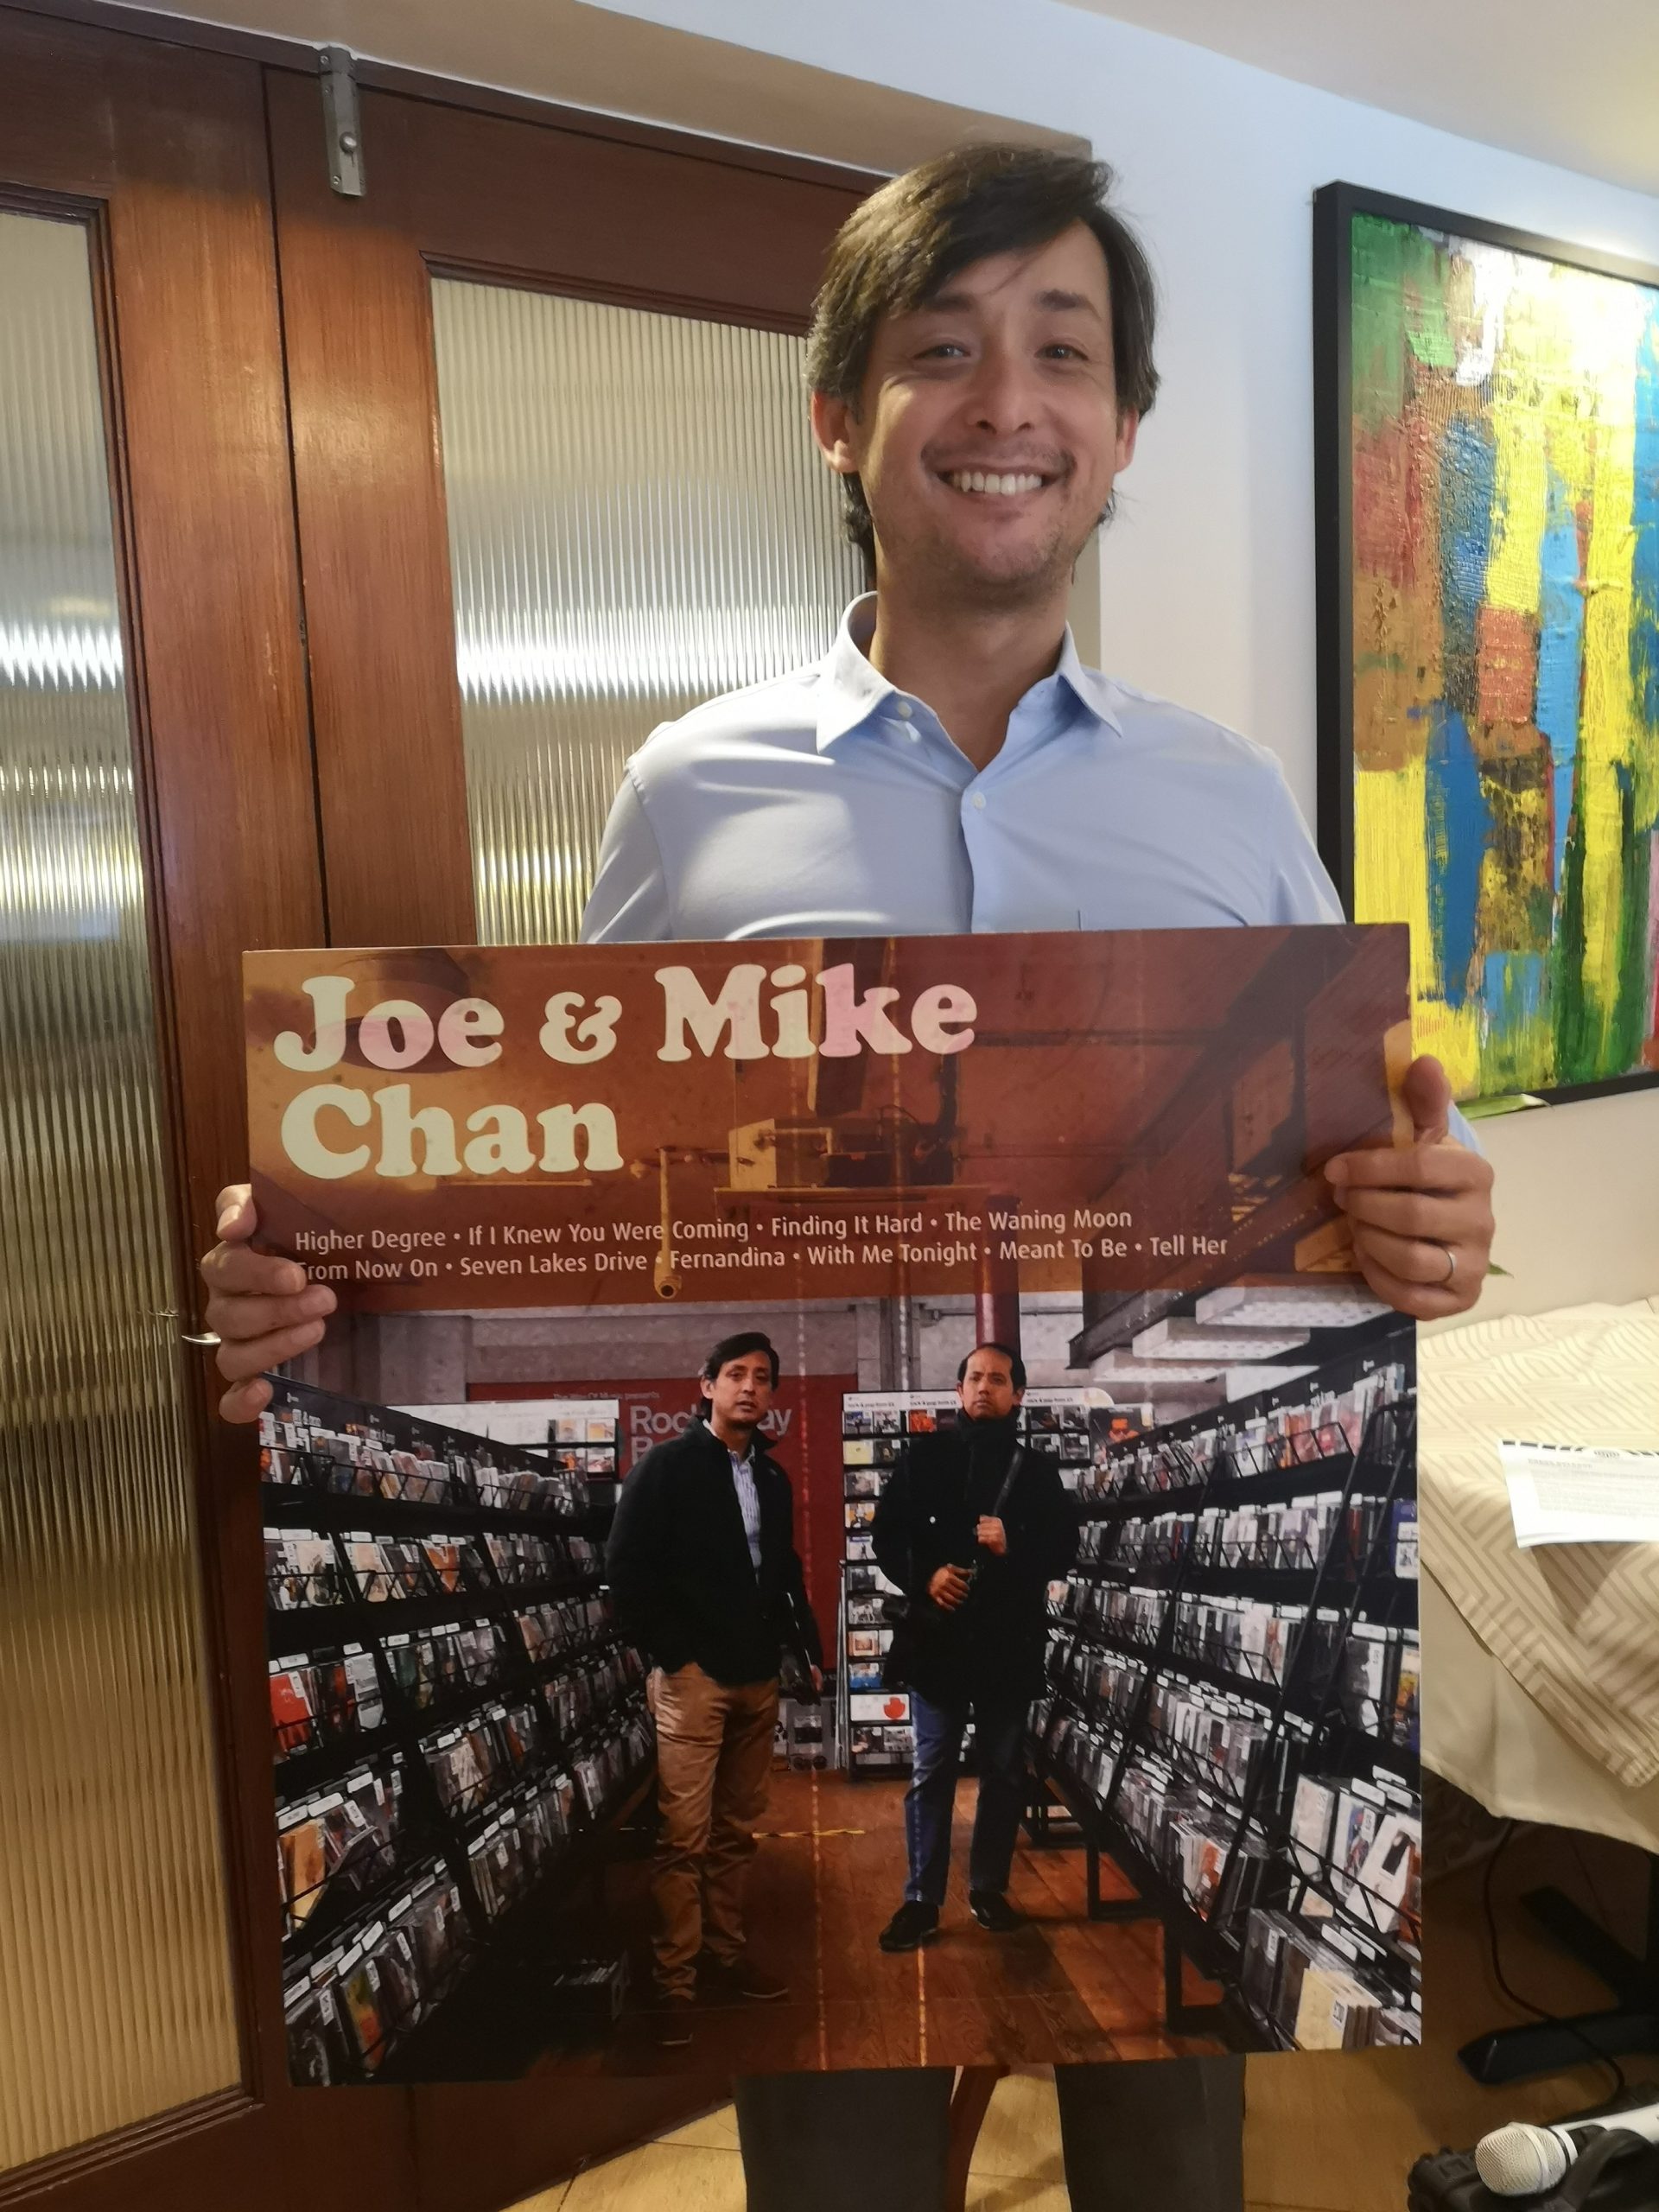 Joe & Mike
Chan
Higher Degree • If I Knew You Were Coming • Finding It Hard • The Waning Moon
From Now On • Seven Lakes Drive • Fernandina • With Me Tonight • Meant To Be • Tell Her